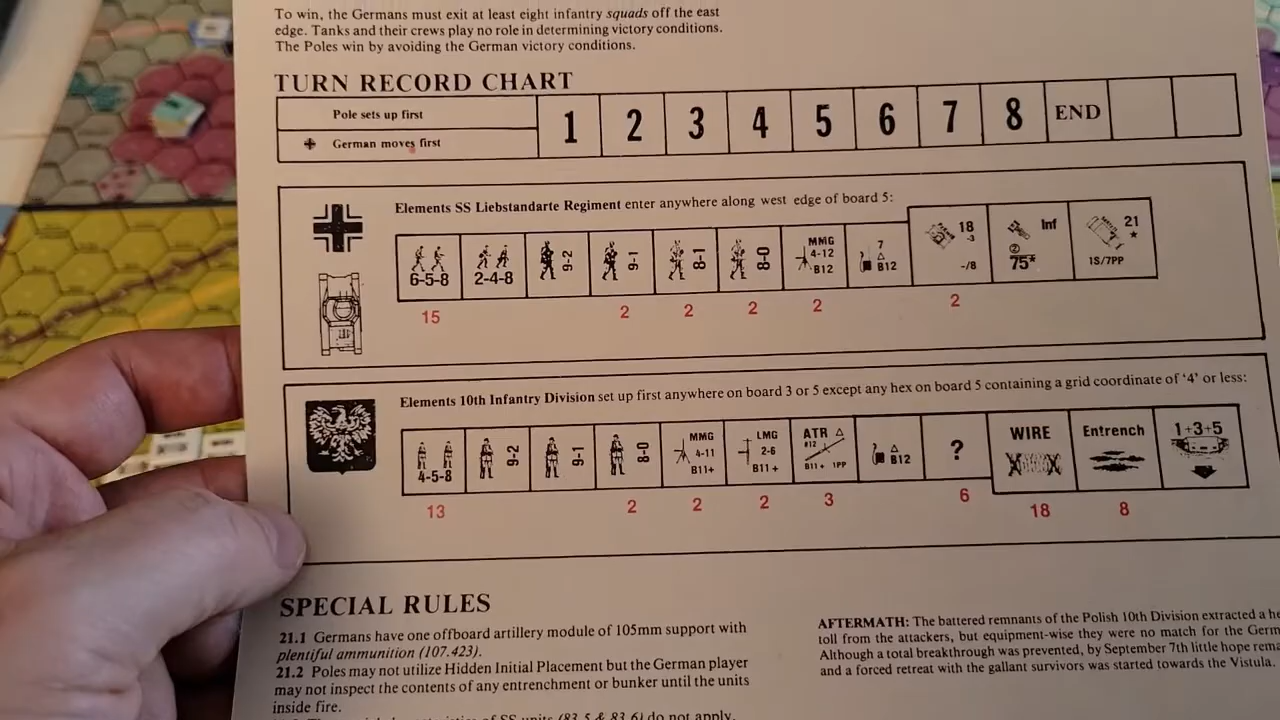 To win, the Germans must exit at least eight infantry squads off the east
edge. Tanks and their crews play no role in determining victory conditions.
The Poles win by avoiding the German victory conditions.
TURN RECORD CHART
Pole sets up first
German moves first
1 2 3 4 5 6 7 8 END
Elements SS Liebstandarte Regiment enter anywhere along west edge of board 5:
6-5-8
2-4-8
9-2
9-1
8-1
8-0
MMG
4-12
B12
7
B12
18
-3
-/8
Inf
②
75*
21
★
1S/7PP
15 2 2 2 2 2
Elements 10th Infantry Division set up first anywhere on board 3 or 5 except any hex on board 5 containing a grid coordinate of '4' or less:
4-5-8
9-2
9-1
8-0
MMG
4-11
B11+
LMG
2-6
B11 +
ATR △
B11 + 1PP
△
B12
?
WIRE
Entrench
1+3+5
13 2 2 2 3 6 18 8
SPECIAL RULES
21.1 Germans have one offboard artillery module of 105mm support with
plentiful ammunition (107.423).
21.2 Poles may not utilize Hidden Initial Placement but the German player
may not inspect the contents of any entrenchment or bunker until the units
inside fire.
of SS units (83.5 & 83.6) do not apply.
AFTERMATH: The battered remnants of the Polish 10th Division extracted a
toll from the attackers, but equipment-wise they were no match for the
Although a total breakthrough was prevented, by September 7th little hope
and a forced retreat with the gallant survivors was started towards the Vistula.